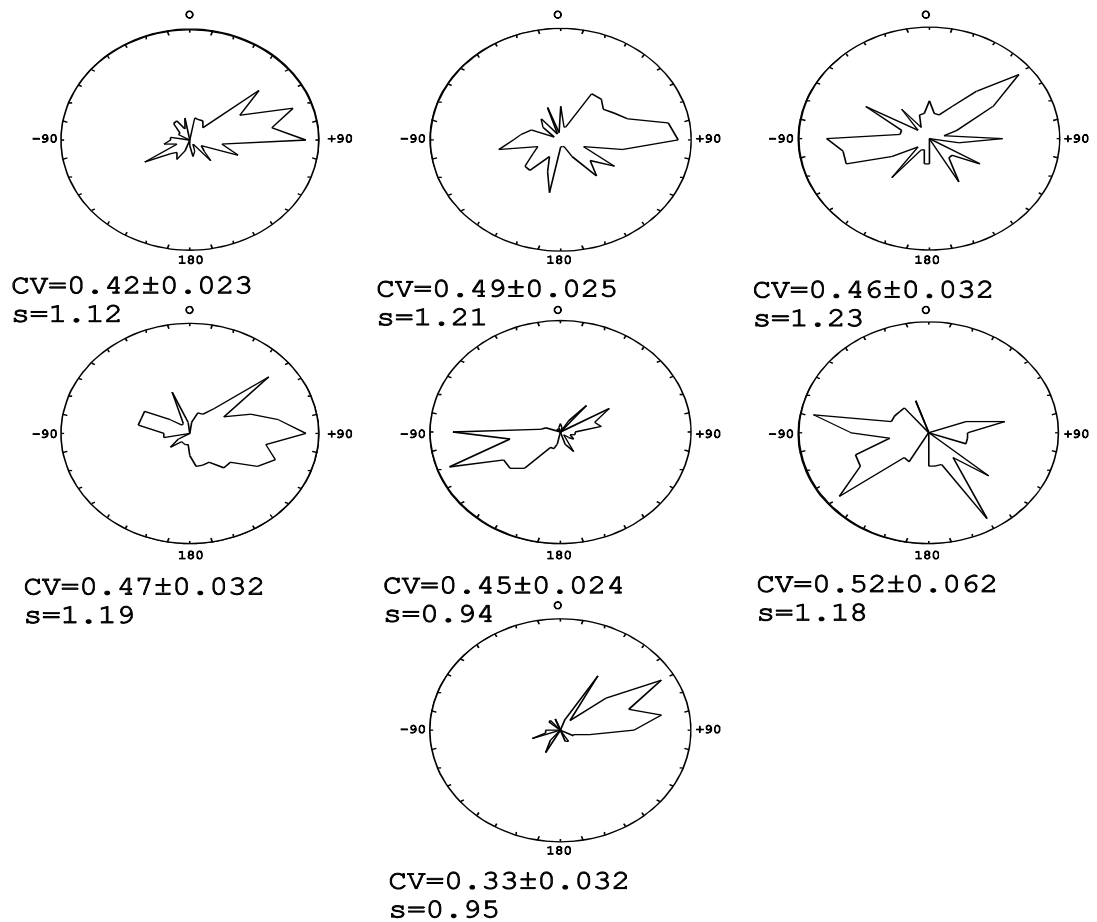 0 0 0
-90 +90 -90 +90 -90 +90
180 180 180
CV=0.42±0.023 CV=0.49±0.025 CV=0.46±0.032
s=1.12 s=1.21 s=1.23
0 0 0
-90 +90 -90 +90 -90 +90
180 180 180
CV=0.47±0.032 CV=0.45±0.024 CV=0.52±0.062
s=1.19 s=0.94 s=1.18
0
-90 +90
180
CV=0.33±0.032
s=0.95